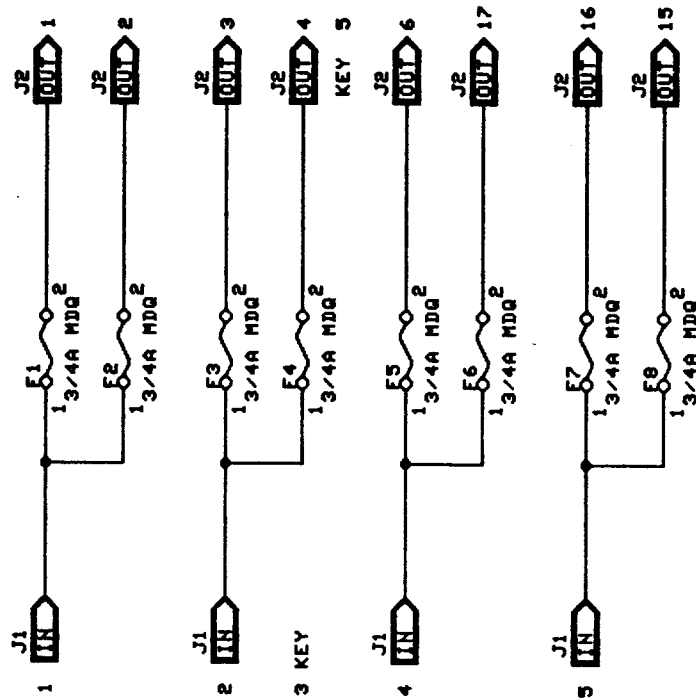 J1 IN 1
F1
1 2
3/4A MDQ
J2 OUT 1
F2
1 2
3/4A MDQ
J2 OUT 2
J1 IN 2
F3
1 2
3/4A MDQ
J2 OUT 3
F4
1 2
3/4A MDQ
J2 OUT 4
3 KEY
KEY 5
J1 IN 4
F5
1 2
3/4A MDQ
J2 OUT 6
F6
1 2
3/4A MDQ
J2 OUT 17
J1 IN 5
F7
1 2
3/4A MDQ
J2 OUT 16
F8
1 2
3/4A MDQ
J2 OUT 15